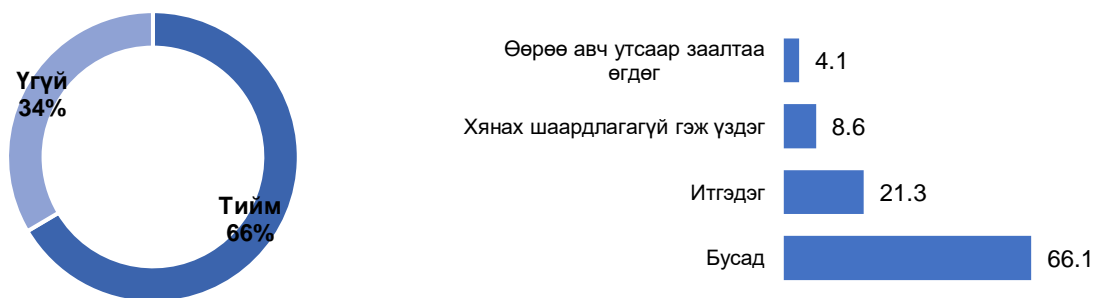 Үгүй
34%
Тийм
66%
Өөрөө авч утсаар заалтаа
өгдөг
4.1
Хянах шаардлагагүй гэж үздэг
8.6
Итгэдэг
21.3
Бусад
66.1